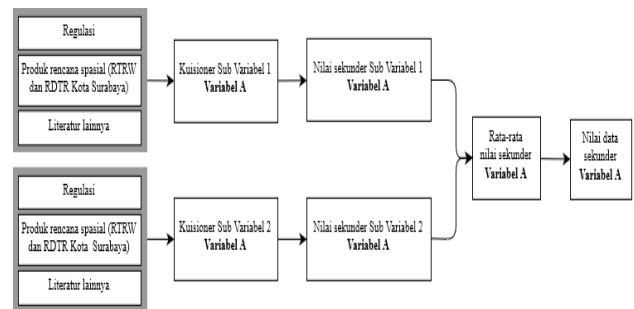 Regulasi
Produk rencana spasial (RTRW
dan RDTR Kota Surabaya)
Literatur lainnya
Kuisioner Sub Variabel 1
Variabel A
Nilai sekunder Sub Variabel 1
Variabel A
Regulasi
Produk rencana spasial (RTRW
dan RDTR Kota Surabaya)
Literatur lainnya
Kuisioner Sub Variabel 2
Variabel A
Nilai sekunder Sub Variabel 2
Variabel A
Rata-rata
nilai sekunder
Variabel A
Nilai data
sekunder
Variabel A